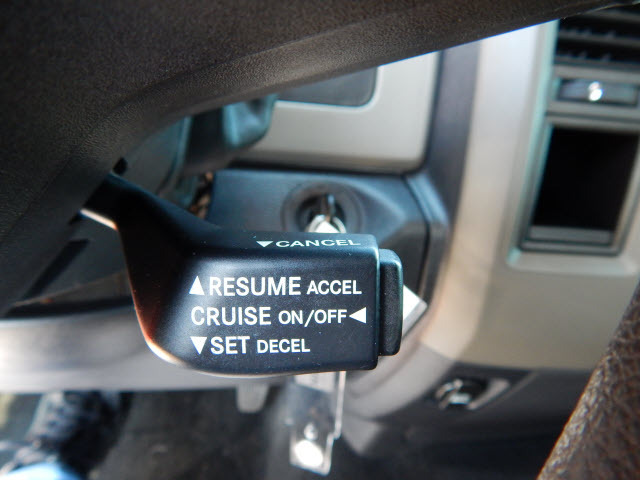 ▼CANCEL
▲RESUME ACCEL
CRUISE ON/OFF◄
▼SET DECEL